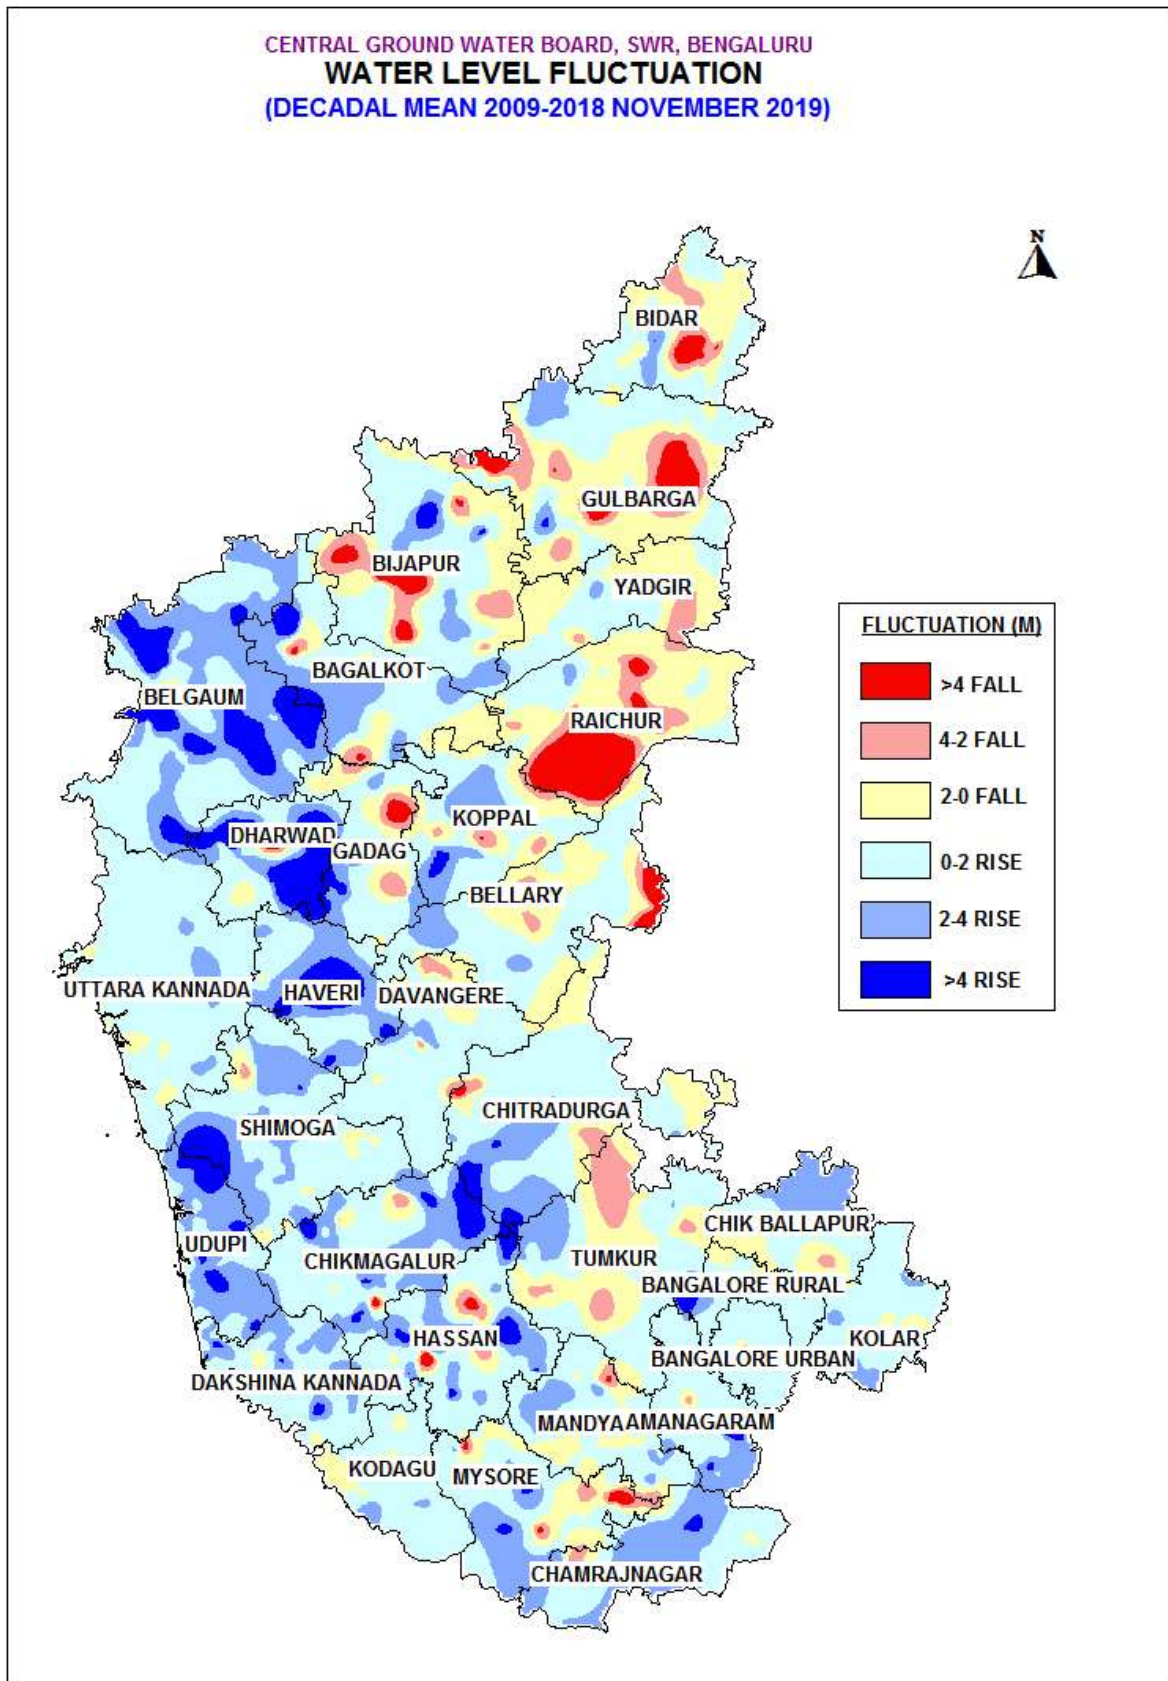 CENTRAL GROUND WATER BOARD, SWR, BENGALURU
WATER LEVEL FLUCTUATION
(DECADAL MEAN 2009-2018 NOVEMBER 2019)
N
BIDAR
GULBARGA
BIJAPUR
YADGIR
FLUCTUATION (M)
>4 FALL
4-2 FALL
2-0 FALL
0-2 RISE
2-4 RISE
>4 RISE
BAGALKOT
BELGAUM
RAICHUR
KOPPAL
DHARWAD
GADAG
BELLARY
UTTARA KANNADA
HAVERI
DAVANGERE
CHITRADURGA
SHIMOGA
CHIK BALLAPUR
UDUPI
CHIKMAGALUR
TUMKUR
BANGALORE RURAL
HASSAN
KOLAR
BANGALORE URBAN
DAKSHINA KANNADA
MANDYAAMANAGARAM
KODAGU
MYSORE
CHAMRAJNAGAR